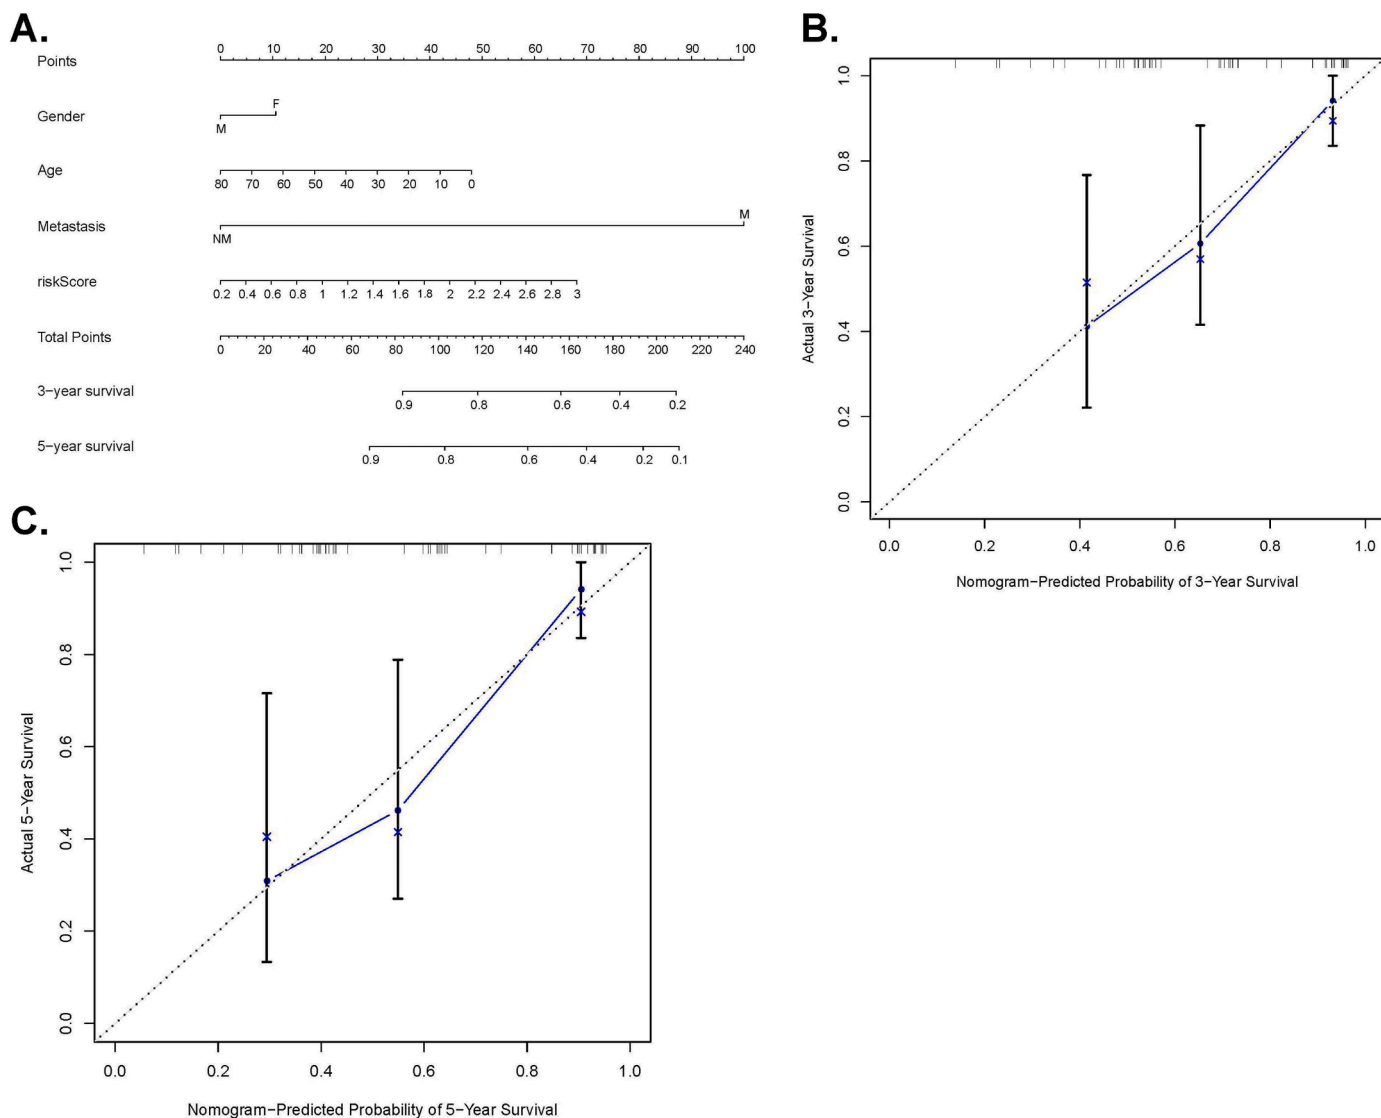 A.
Points
0 10 20 30 40 50 60 70 80 90 100
Gender
F
M
Age
80 70 60 50 40 30 20 10 0
Metastasis
M
NM
riskScore
0.2 0.4 0.6 0.8 1 1.2 1.4 1.6 1.8 2 2.2 2.4 2.6 2.8 3
Total Points
0 20 40 60 80 100 120 140 160 180 200 220 240
3−year survival
0.9 0.8 0.6 0.4 0.2
5−year survival
0.9 0.8 0.6 0.4 0.2 0.1
B.
Actual 3−Year Survival
1.0
0.8
0.6
0.4
0.2
0.0
0.0 0.2 0.4 0.6 0.8 1.0
Nomogram−Predicted Probability of 3−Year Survival
C.
Actual 5−Year Survival
1.0
0.8
0.6
0.4
0.2
0.0
0.0 0.2 0.4 0.6 0.8 1.0
Nomogram−Predicted Probability of 5−Year Survival